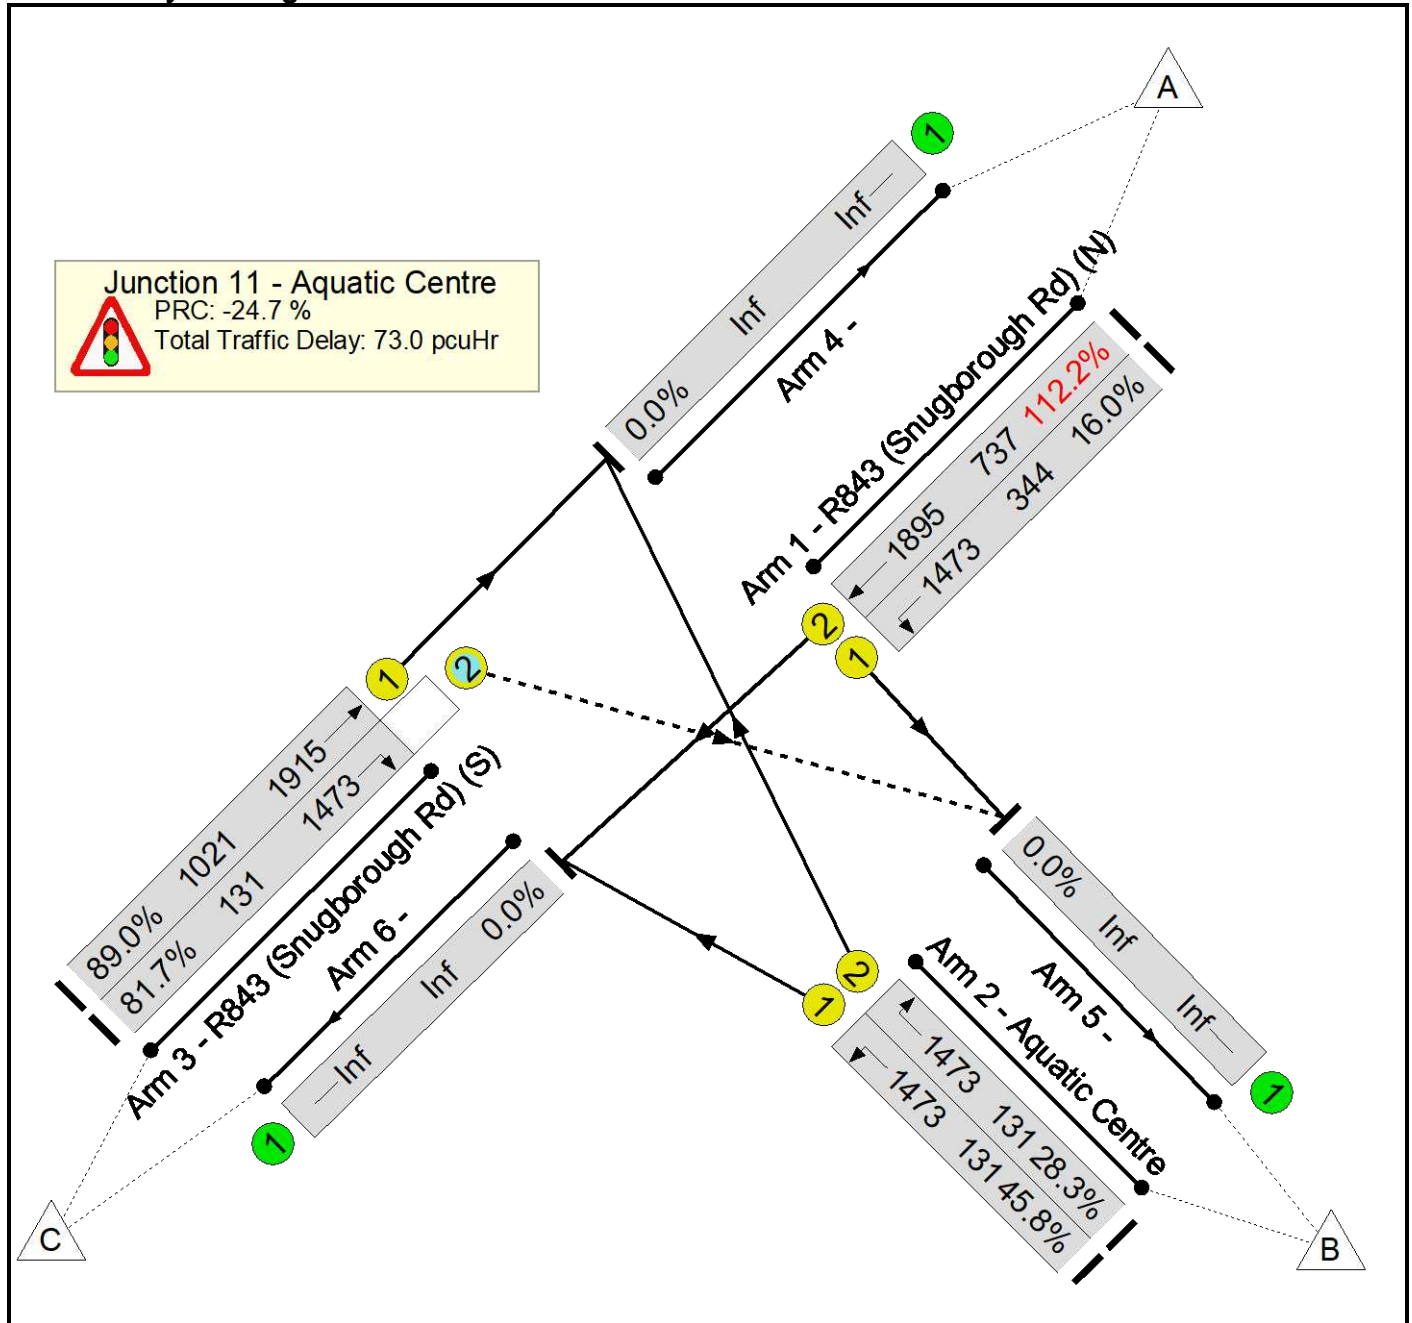 A
1
Inf
Inf
0.0%
Arm 4 -
Junction 11 - Aquatic Centre
PRC: -24.7 %
Total Traffic Delay: 73.0 pcuHr
Arm 1 - R843 (Snugborough Rd) (N)
1895 737 112.2%
1473 344 16.0%
2
1
1
2
89.0% 1021 1915
81.7% 131 1473
Arm 3 - R843 (Snugborough Rd) (S)
Arm 6 -
Inf Inf 0.0%
1
0.0% Inf Inf
Arm 5 -
1
Arm 2 - Aquatic Centre
2
1
1473 131 28.3%
1473 131 45.8%
C
B